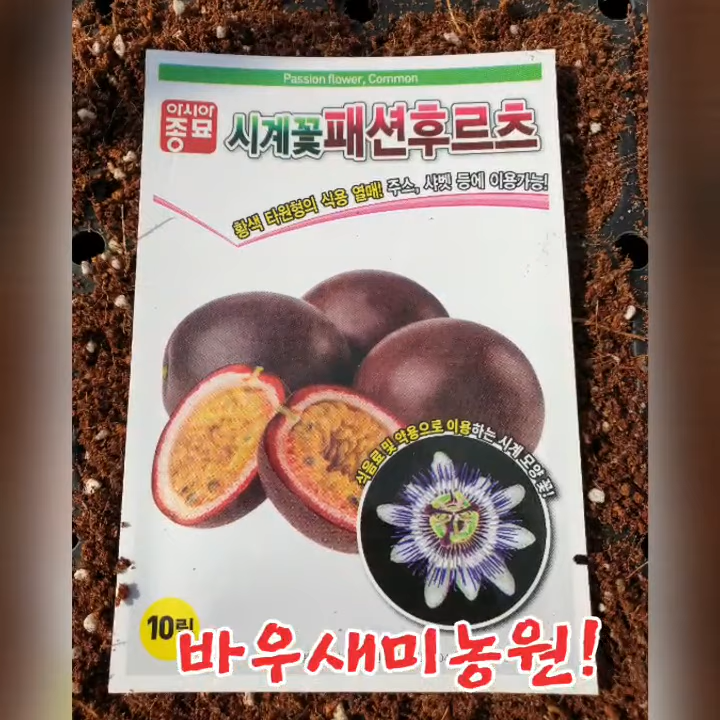 Passion flower, Common
아시아
종묘
시계꽃패션후르츠
황색 타원형의 식용 열매! 주스, 샤벳 등에 이용가능!
식음료 및 약용으로 이용하는 시계 모양 꽃!
10립
바우새미농원!